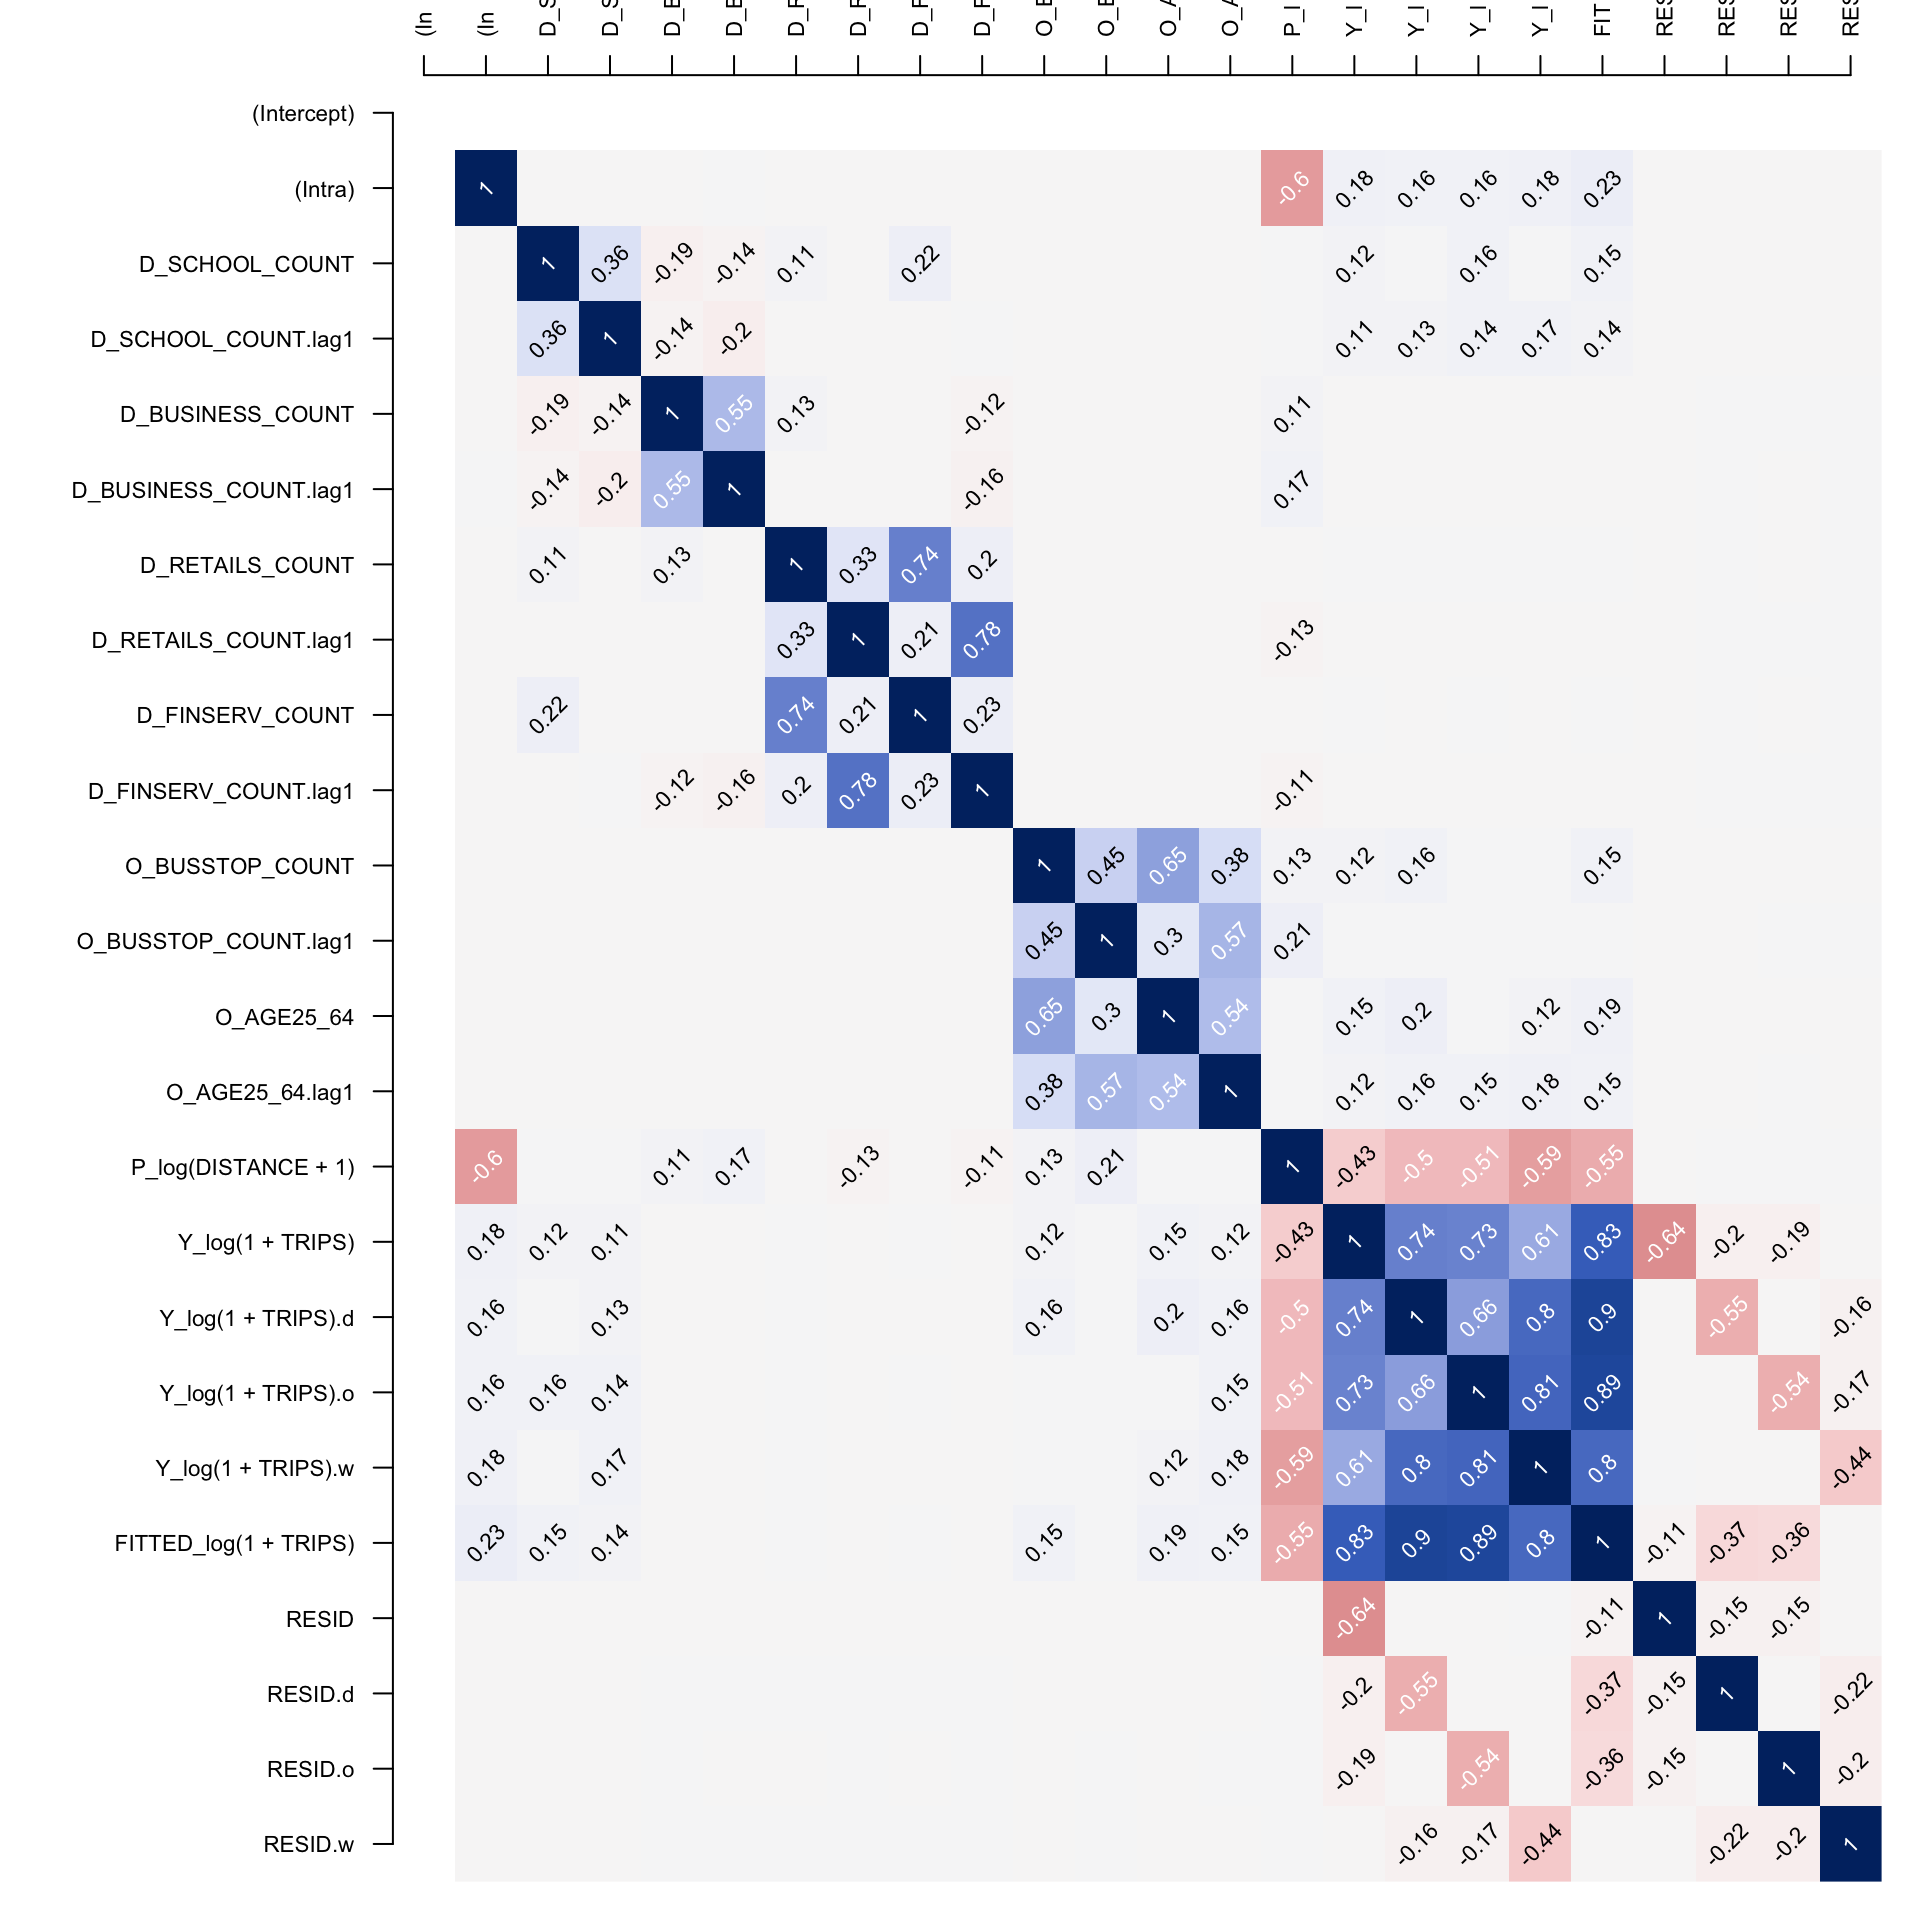 (In (In D_S D_S D_B D_B D_R D_R D_F D_F O_B O_B O_A O_A P_l Y_l Y_l Y_l Y_l FIT RES RES RES RES
(Intercept)
(Intra) 1 -0.6 0.18 0.16 0.16 0.18 0.23
D_SCHOOL_COUNT 1 0.36 -0.19 -0.14 0.11 0.22 0.12 0.16 0.15
D_SCHOOL_COUNT.lag1 0.36 1 -0.14 -0.2 0.11 0.13 0.14 0.17 0.14
D_BUSINESS_COUNT -0.19 -0.14 1 0.55 0.13 -0.12 0.11
D_BUSINESS_COUNT.lag1 -0.14 -0.2 0.55 1 -0.16 0.17
D_RETAILS_COUNT 0.11 0.13 1 0.33 0.74 0.2
D_RETAILS_COUNT.lag1 0.33 1 0.21 0.78 -0.13
D_FINSERV_COUNT 0.22 0.74 0.21 1 0.23
D_FINSERV_COUNT.lag1 -0.12 -0.16 0.2 0.78 0.23 1 -0.11
O_BUSSTOP_COUNT 1 0.45 0.65 0.38 0.13 0.12 0.16 0.15
O_BUSSTOP_COUNT.lag1 0.45 1 0.3 0.57 0.21
O_AGE25_64 0.65 0.3 1 0.54 0.15 0.2 0.12 0.19
O_AGE25_64.lag1 0.38 0.57 0.54 1 0.12 0.16 0.15 0.18 0.15
P_log(DISTANCE + 1) -0.6 0.11 0.17 -0.13 -0.11 0.13 0.21 1 -0.43 -0.5 -0.51 -0.59 -0.55
Y_log(1 + TRIPS) 0.18 0.12 0.11 0.12 0.15 0.12 -0.43 1 0.74 0.73 0.61 0.83 -0.64 -0.2 -0.19
Y_log(1 + TRIPS).d 0.16 0.13 0.16 0.2 0.16 -0.5 0.74 1 0.66 0.8 0.9 -0.55 -0.16
Y_log(1 + TRIPS).o 0.16 0.16 0.14 0.15 -0.51 0.73 0.66 1 0.81 0.89 -0.54 -0.17
Y_log(1 + TRIPS).w 0.18 0.17 0.12 0.18 -0.59 0.61 0.8 0.81 1 0.8 -0.44
FITTED_log(1 + TRIPS) 0.23 0.15 0.14 0.15 0.19 0.15 -0.55 0.83 0.9 0.89 0.8 1 -0.11 -0.37 -0.36
RESID -0.64 -0.11 1 -0.15 -0.15
RESID.d -0.2 -0.55 -0.37 -0.15 1 -0.22
RESID.o -0.19 -0.54 -0.36 -0.15 1 -0.2
RESID.w -0.16 -0.17 -0.44 -0.22 -0.2 1